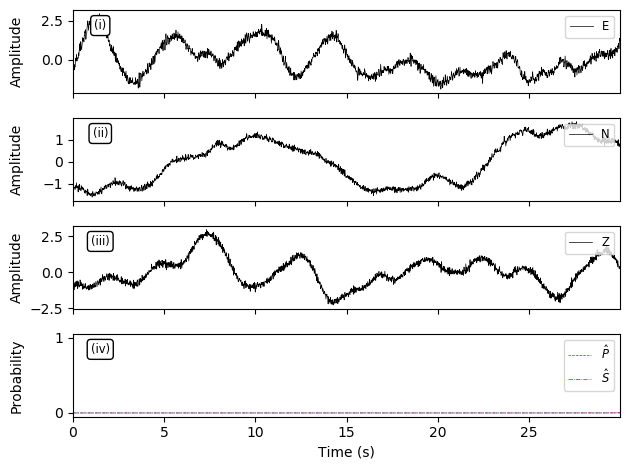 Amplitude
2.5
0.0
(i)
E
Amplitude
1
0
−1
(ii)
N
Amplitude
2.5
0.0
−2.5
(iii)
Z
Probability
1
0
(iv)
P̂
Ŝ
0 5 10 15 20 25
Time (s)